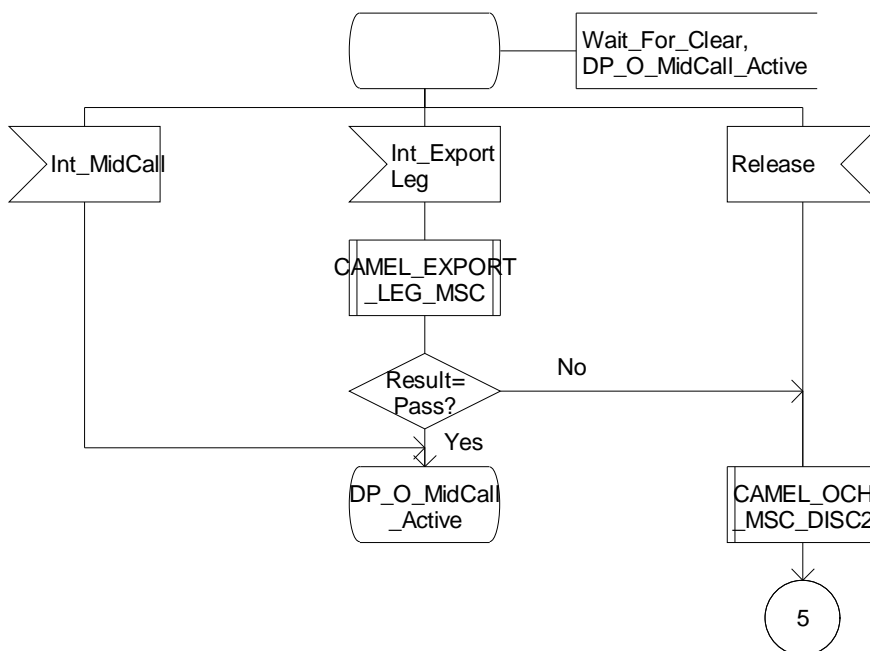 Wait_For_Clear,
DP_O_MidCall_Active
Int_MidCall
Int_Export
Leg
Release
CAMEL_EXPORT
_LEG_MSC
Result=
Pass?
No
Yes
DP_O_MidCall
_Active
CAMEL_OCH
_MSC_DISC2
5